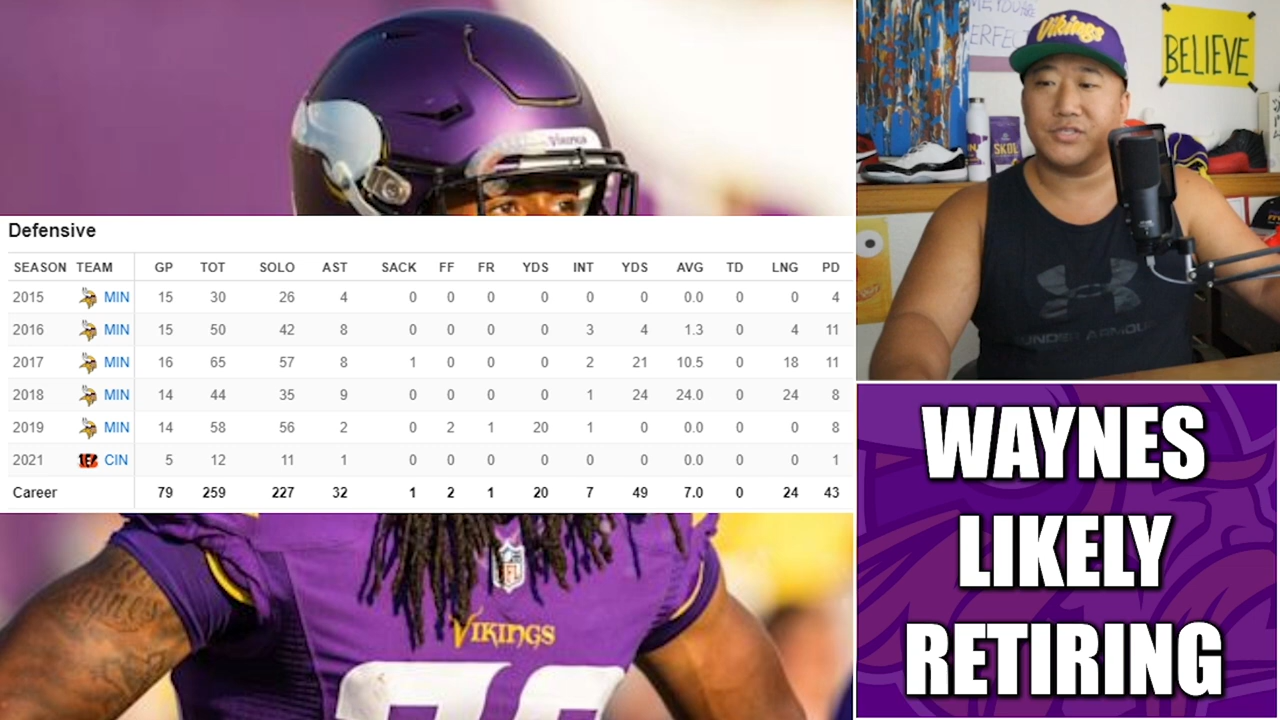 Vikings
Defensive
SEASON TEAM GP TOT SOLO AST SACK FF FR YDS INT YDS AVG TD LNG PD
2015 MIN 15 30 26 4 0 0 0 0 0 0 0.0 0 0 4
2016 MIN 15 50 42 8 0 0 0 0 3 4 1.3 0 4 11
2017 MIN 16 65 57 8 1 0 0 0 2 21 10.5 0 18 11
2018 MIN 14 44 35 9 0 0 0 0 1 24 24.0 0 24 8
2019 MIN 14 58 56 2 0 2 1 20 1 0 0.0 0 0 8
2021 CIN 5 12 11 1 0 0 0 0 0 0 0.0 0 0 1
Career 79 259 227 32 1 2 1 20 7 49 7.0 0 24 43
NFL
VIKINGS
Vikings
PERFECT
BELIEVE
SKOL
UNDER ARMOUR
WAYNES
LIKELY
RETIRING